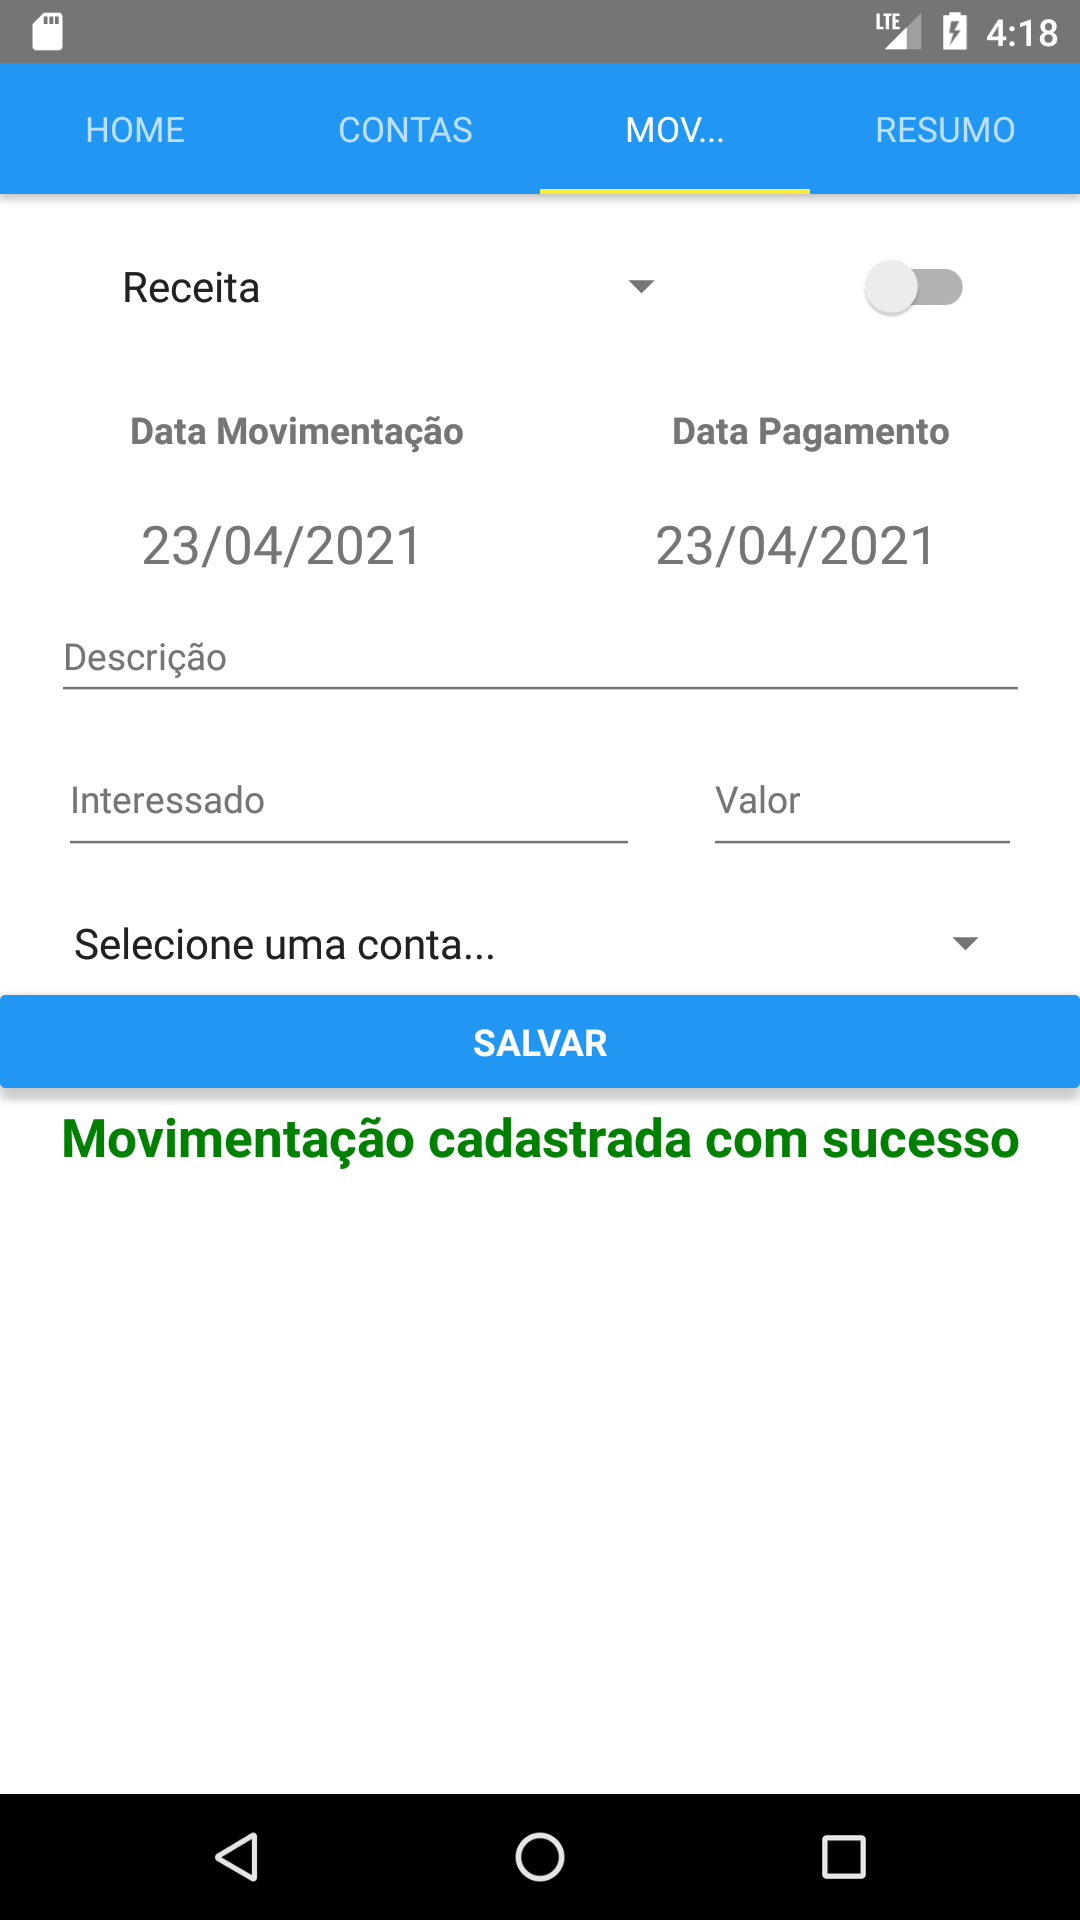 LTE 4:18
HOME CONTAS MOV... RESUMO
Receita
Data Movimentação Data Pagamento
23/04/2021 23/04/2021
Descrição
Interessado Valor
Selecione uma conta...
SALVAR
Movimentação cadastrada com sucesso